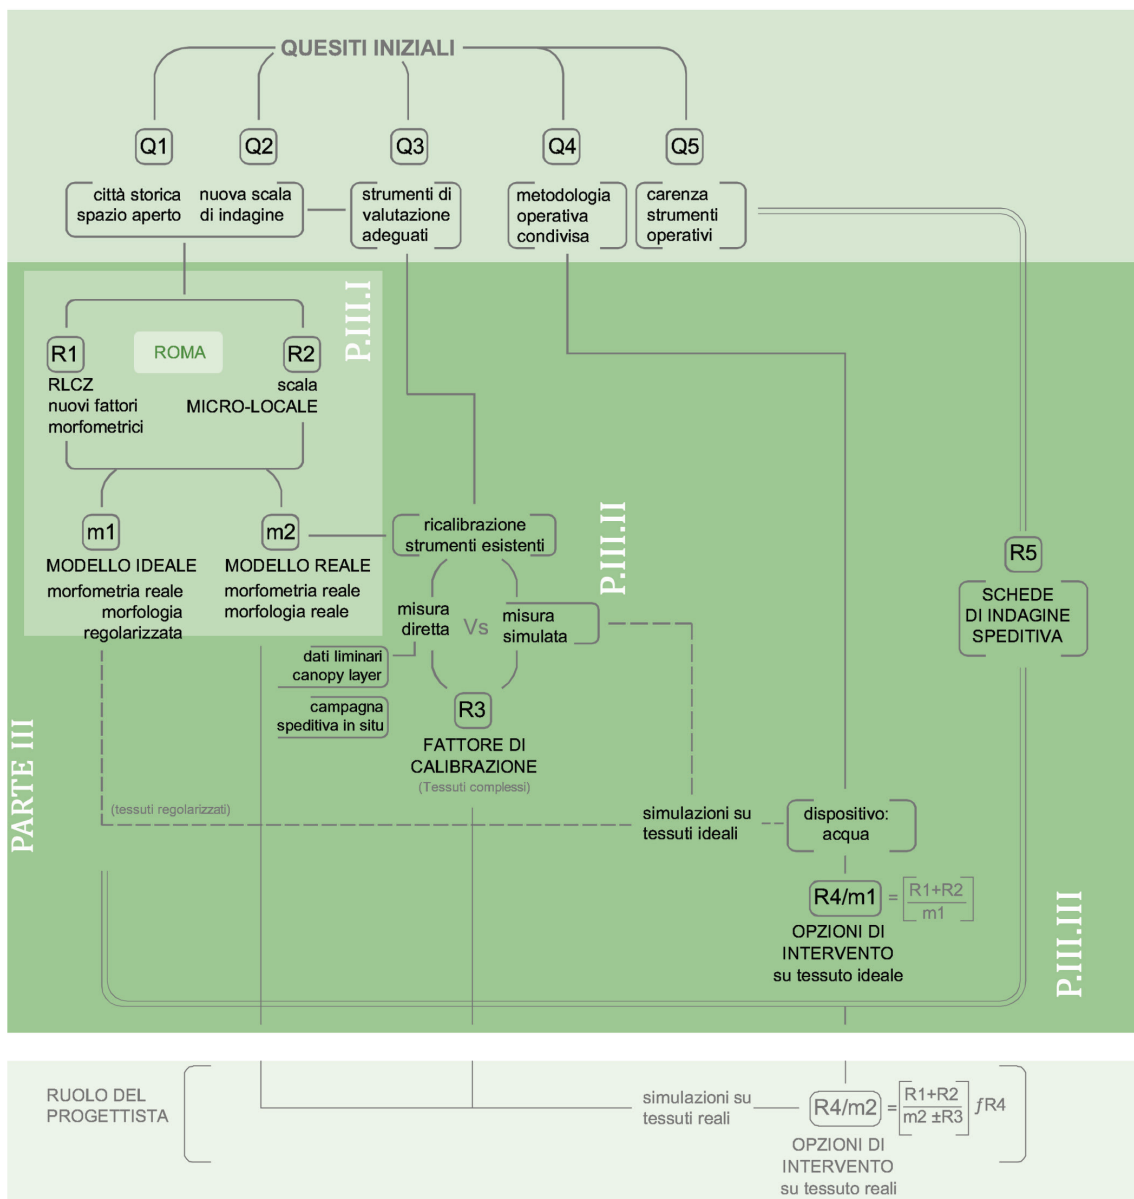 QUESITI INIZIALI
Q1
Q2
Q3
Q4
Q5
città storica
spazio aperto
nuova scala
di indagine
strumenti di
valutazione
adeguati
metodologia
operativa
condivisa
carenza
strumenti
operativi
P.III.I
R1
ROMA
R2
RLCZ
nuovi fattori
morfometrici
scala
MICRO-LOCALE
m1
MODELLO IDEALE
morfometria reale
morfologia
regolarizzata
m2
MODELLO REALE
morfometria reale
morfologia reale
ricalibrazione
strumenti esistenti
P.III.II
misura
diretta
Vs
misura
simulata
dati liminari
canopy layer
campagna
speditiva in situ
R3
FATTORE DI
CALIBRAZIONE
(Tessuti complessi)
R5
SCHEDE
DI INDAGINE
SPEDITIVA
PARTE III
(tessuti regolarizzati)
simulazioni su
tessuti ideali
dispositivo:
acqua
R4/m1
= R1+R2
m1
OPZIONI DI
INTERVENTO
su tessuto ideale
P.III.III
RUOLO DEL
PROGETTISTA
simulazioni su
tessuti reali
R4/m2
= R1+R2
m2 ±R3
ƒR4
OPZIONI DI
INTERVENTO
su tessuto reali